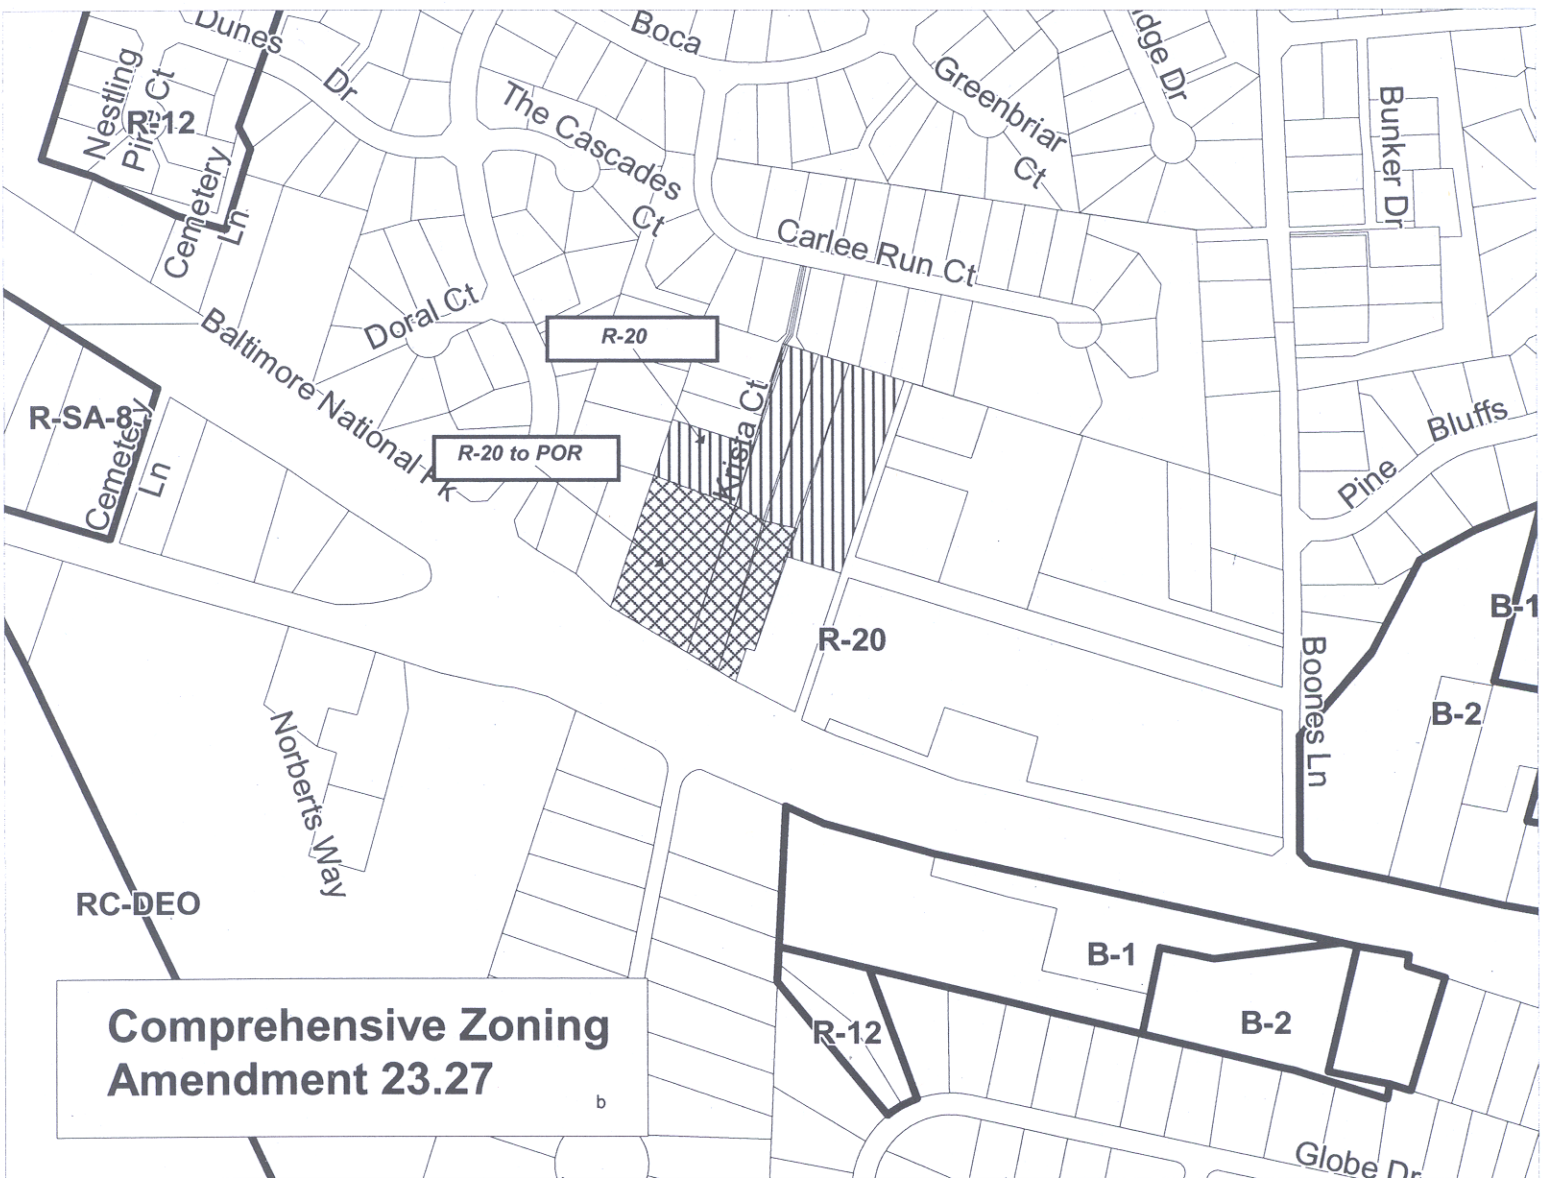 Dunes
Dr
Boca
idge Dr
Nestling
Pine Ct
R-12
The Cascades
Ct
Greenbriar
Ct
Bunker Dr
Cemetery
Ln
Carlee Run Ct
Doral Ct
Baltimore National Pk
R-20
Krista Ct
R-SA-8
Cemetery
Ln
R-20 to POR
Bluffs
Pine
R-20
B-1
B-2
Boones Ln
Norberts Way
RC-DEO
B-1
B-2
R-12
Comprehensive Zoning
Amendment 23.27
b
Globe Dr